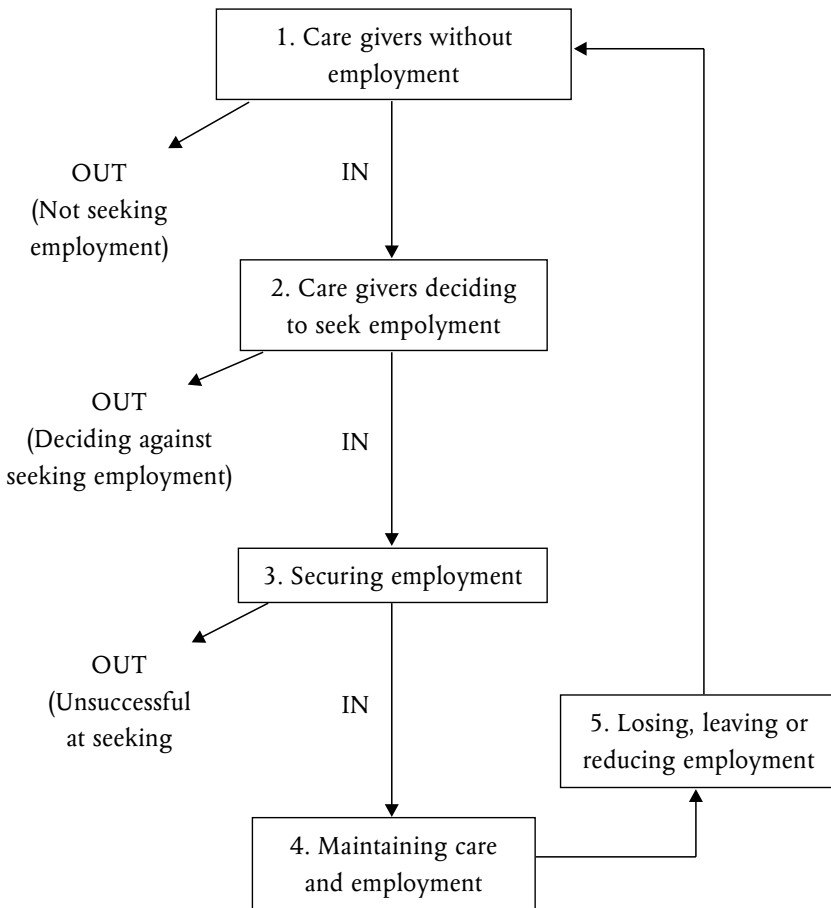 1. Care givers without
employment
OUT
(Not seeking
employment)
IN
2. Care givers deciding
to seek empolyment
OUT
(Deciding against
seeking employment)
IN
3. Securing employment
OUT
(Unsuccessful
at seeking
IN
5. Losing, leaving or
reducing employment
4. Maintaining care
and employment